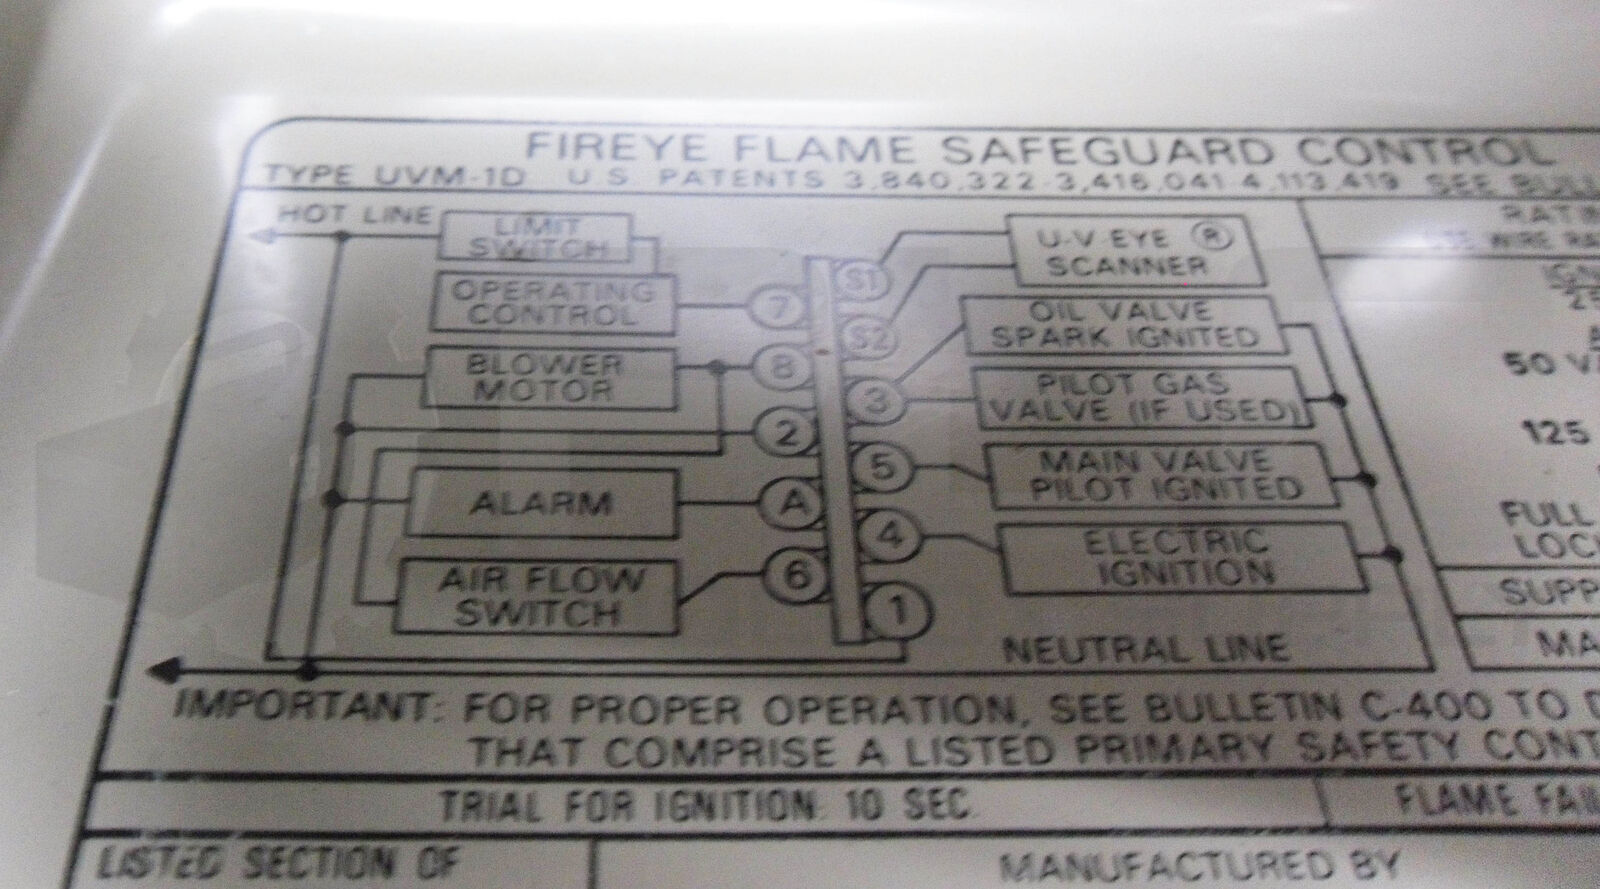 FIREYE FLAME SAFEGUARD CONTROL
TYPE UVM-1D U.S. PATENTS 3,840,322-3,416,041-4,113,419 SEE
HOT LINE
LIMIT
SWITCH
OPERATING
CONTROL
BLOWER
MOTOR
ALARM
AIR FLOW
SWITCH
7
8
2
A
6
S1
S2
3
5
4
1
U-V EYE ®
SCANNER
OIL VALVE
SPARK IGNITED
PILOT GAS
VALVE (IF USED)
MAIN VALVE
PILOT IGNITED
ELECTRIC
IGNITION
NEUTRAL LINE
WIRE
50
125
FULL
IMPORTANT: FOR PROPER OPERATION, SEE BULLETIN C-400 TO
THAT COMPRISE A LISTED PRIMARY SAFETY
TRIAL FOR IGNITION: 10 SEC.
FLAME
LISTED SECTION OF
MANUFACTURED BY